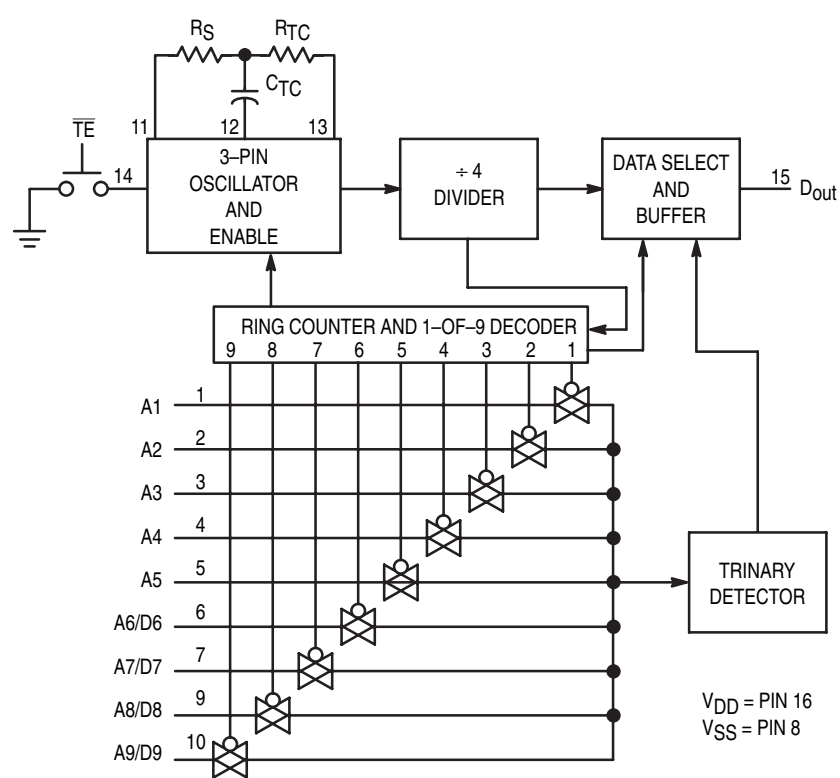 RS RTC
CTC
11 12 13
TE
14
3–PIN
OSCILLATOR
AND
ENABLE
÷ 4
DIVIDER
DATA SELECT
AND
BUFFER
15 Dout
RING COUNTER AND 1–OF–9 DECODER
9 8 7 6 5 4 3 2 1
A1 1
A2 2
A3 3
A4 4
A5 5
A6/D6 6
A7/D7 7
A8/D8 9
A9/D9 10
TRINARY
DETECTOR
VDD = PIN 16
VSS = PIN 8